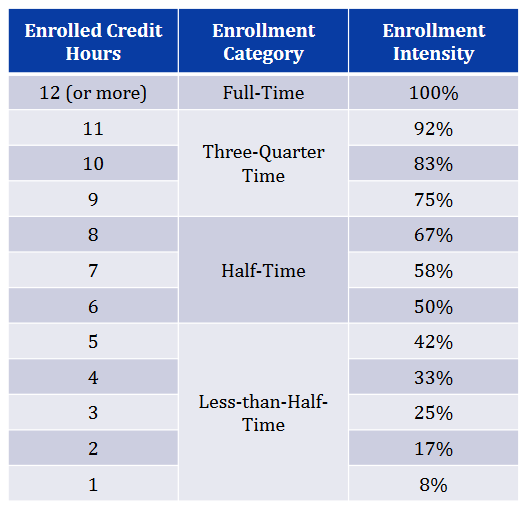 Enrolled Credit Hours	Enrollment Category	Enrollment Intensity
12 (or more)	Full-Time	100%
11	Three-Quarter Time	92%
10	83%
9	75%
8	Half-Time	67%
7	58%
6	50%
5	Less-than-Half-Time	42%
4	33%
3	25%
2	17%
1	8%